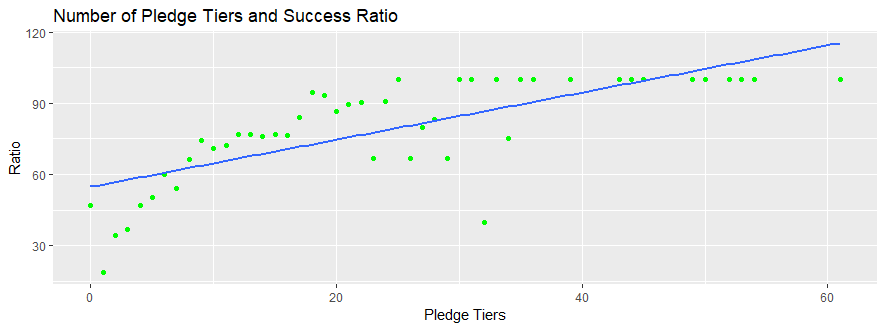 Number of Pledge Tiers and Success Ratio
120
90
60
30
Ratio
0 20 40 60
Pledge Tiers